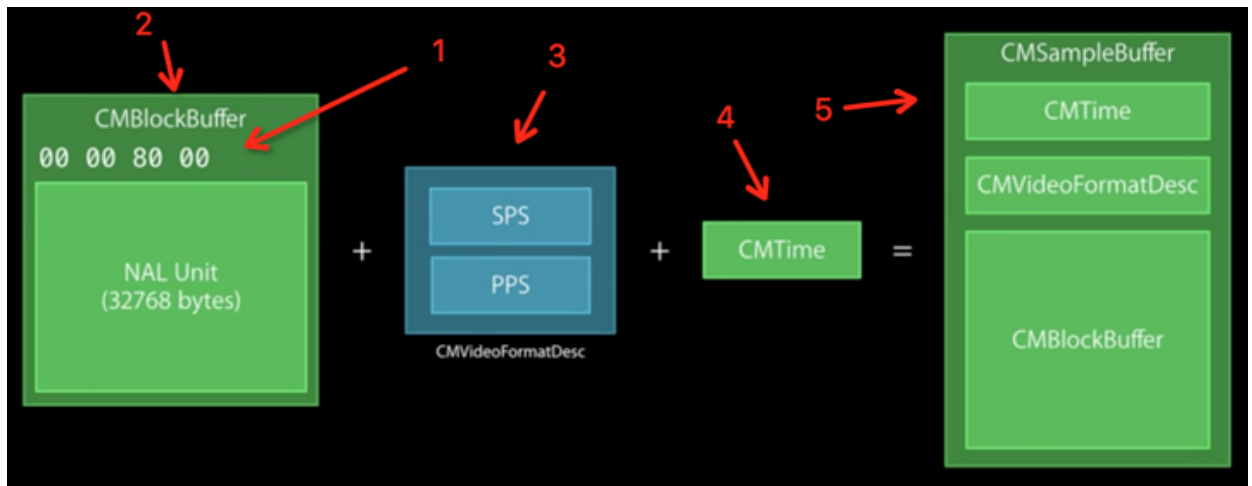 2
1
3
4
5
CMBlockBuffer
00 00 80 00
NAL Unit
(32768 bytes)
+
SPS
PPS
CMVideoFormatDesc
+
CMTime
=
CMSampleBuffer
CMTime
CMVideoFormatDesc
CMBlockBuffer